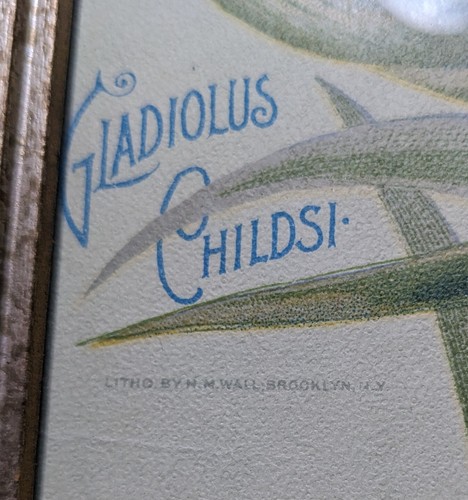 GLADIOLUS
CHILDSI.
LITHO. BY H.M. WALL, BROOKLYN, N.Y.